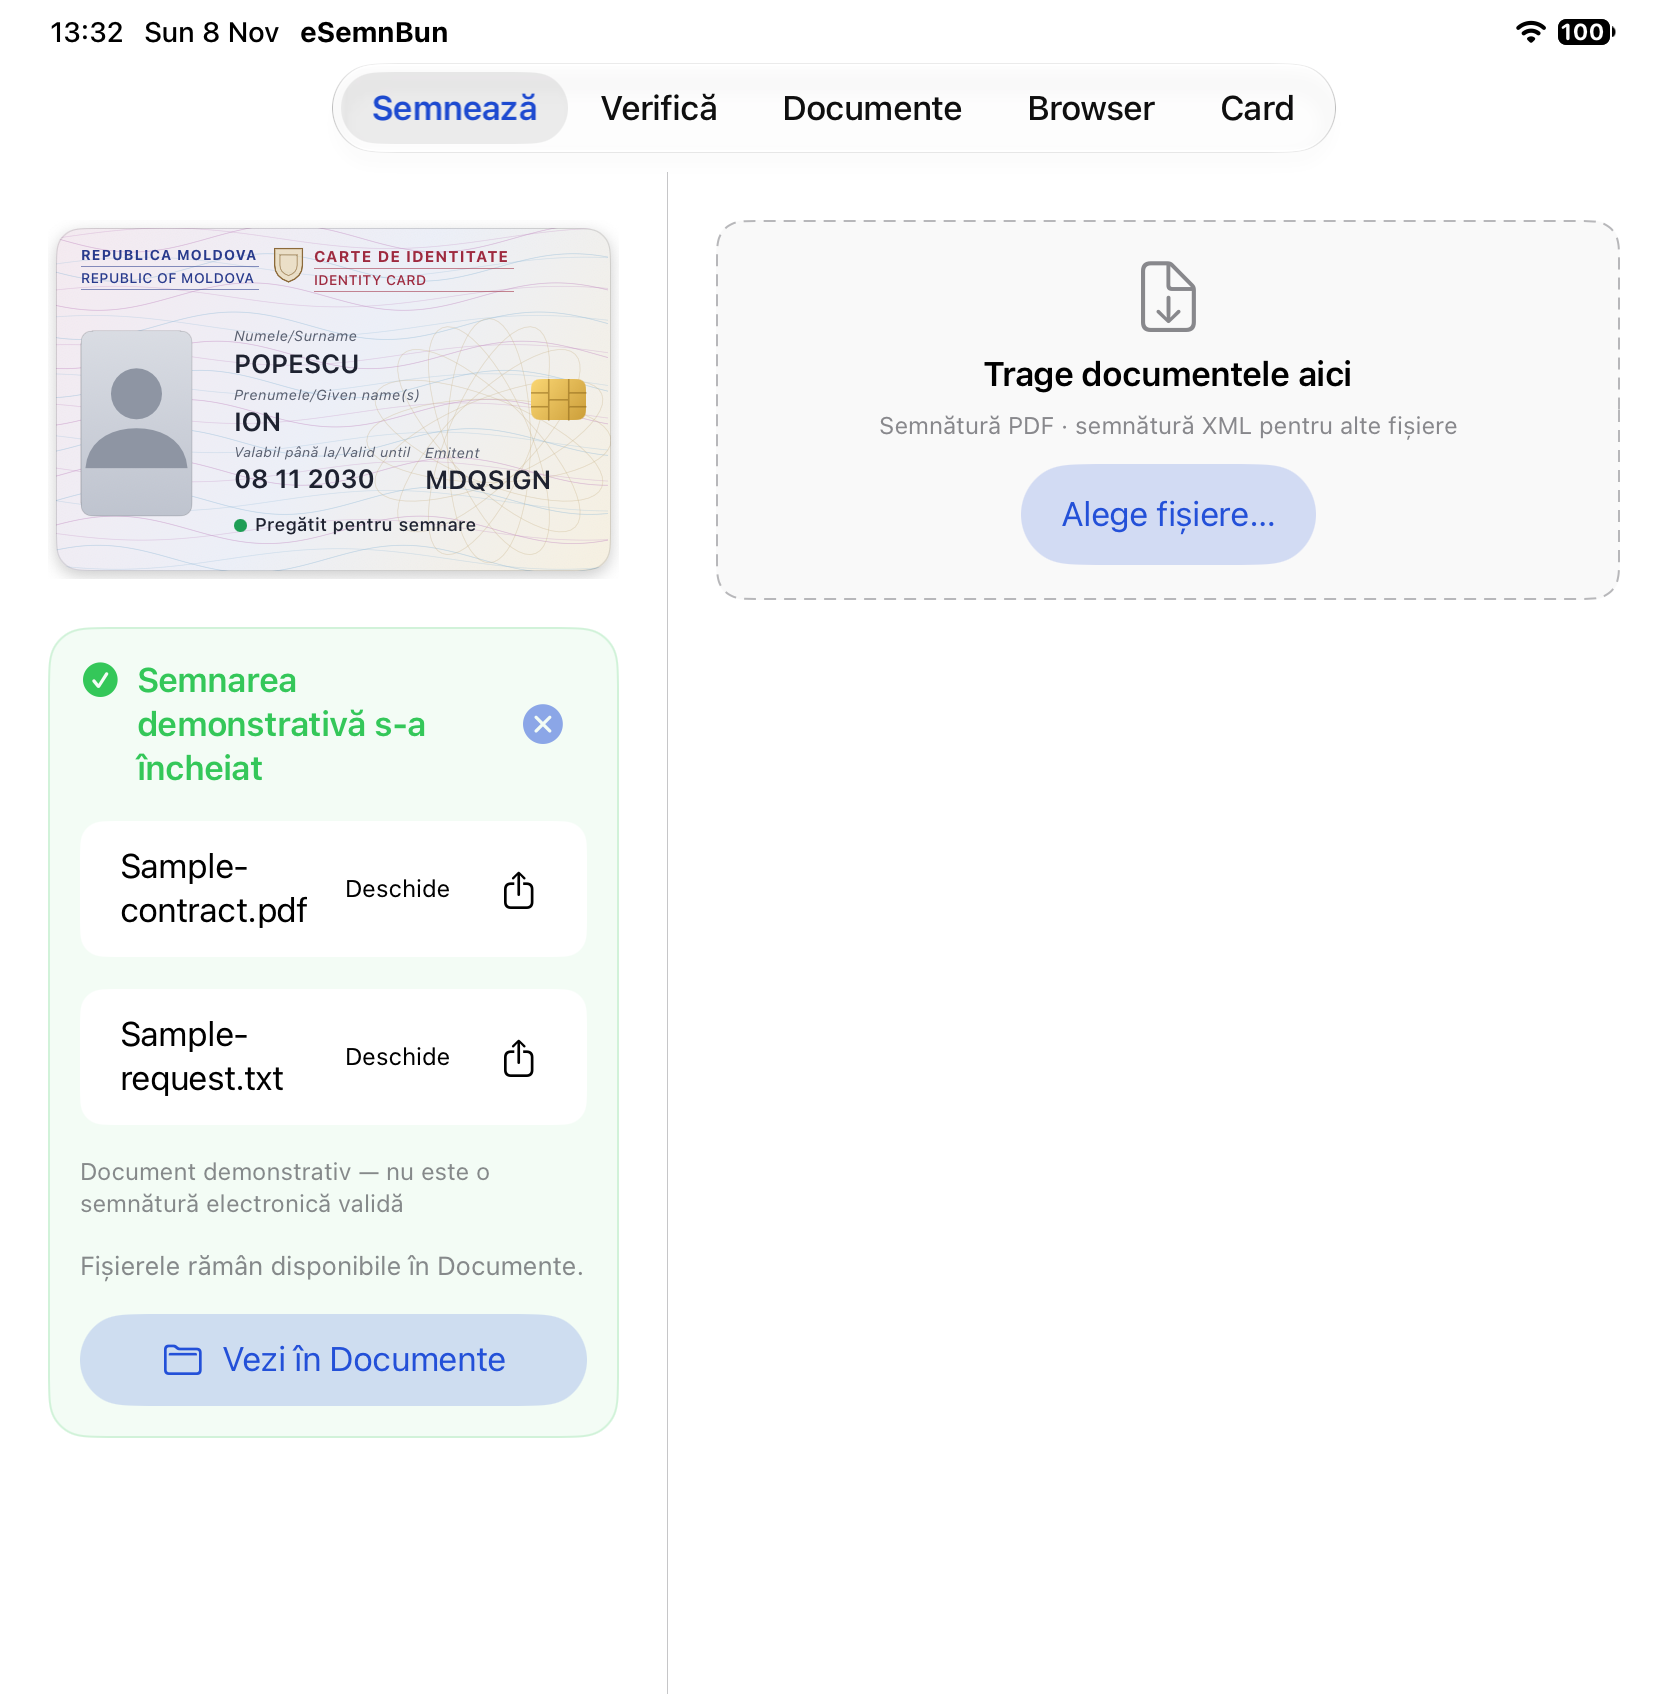 13:32 Sun 8 Nov eSemnBun
100
Semnează Verifică Documente Browser Card
REPUBLICA MOLDOVA
REPUBLIC OF MOLDOVA
CARTE DE IDENTITATE
IDENTITY CARD
Numele/Surname
POPESCU
Prenumele/Given name(s)
ION
Valabil până la/Valid until Emitent
08 11 2030 MDQSIGN
Pregătit pentru semnare
Semnarea
demonstrativă s-a
încheiat
Sample-
contract.pdf
Deschide
Sample-
request.txt
Deschide
Document demonstrativ — nu este o
semnătură electronică validă
Fișierele rămân disponibile în Documente.
Vezi în Documente
Trage documentele aici
Semnătură PDF · semnătură XML pentru alte fișiere
Alege fișiere...